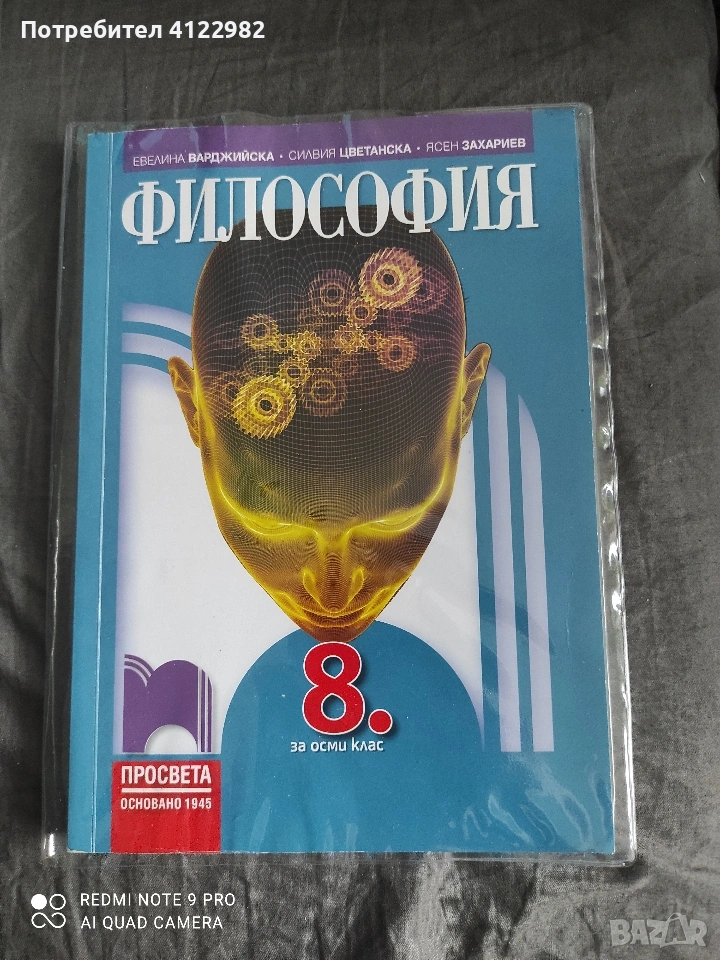 Потребител 4122982
ЕВЕЛИНА ВАРДЖИЙСКА • СИЛВИЯ ЦВЕТАНСКА • ЯСЕН ЗАХАРИЕВ
ФИЛОСОФИЯ
8.
за осми клас
ПРОСВЕТА
ОСНОВАНО 1945
REDMI NOTE 9 PRO
AI QUAD CAMERA
BAZAR